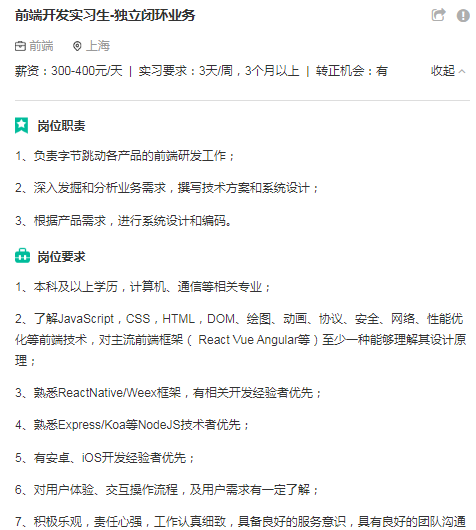 前端开发实习生-独立闭环业务
前端 上海
薪资：300-400元/天 | 实习要求：3天/周，3个月以上 | 转正机会：有 收起
岗位职责
1、负责字节跳动各产品的前端研发工作；
2、深入发掘和分析业务需求，撰写技术方案和系统设计；
3、根据产品需求，进行系统设计和编码。
岗位要求
1、本科及以上学历，计算机、通信等相关专业；
2、了解JavaScript，CSS，HTML，DOM、绘图、动画、协议、安全、网络、性能优
化等前端技术，对主流前端框架（ React Vue Angular等）至少一种能够理解其设计原
理；
3、熟悉ReactNative/Weex框架，有相关开发经验者优先；
4、熟悉Express/Koa等NodeJS技术者优先；
5、有安卓、iOS开发经验者优先；
6、对用户体验、交互操作流程，及用户需求有一定了解；
7、积极乐观，责任心强，工作认真细致，具备良好的服务意识，具有良好的团队沟通